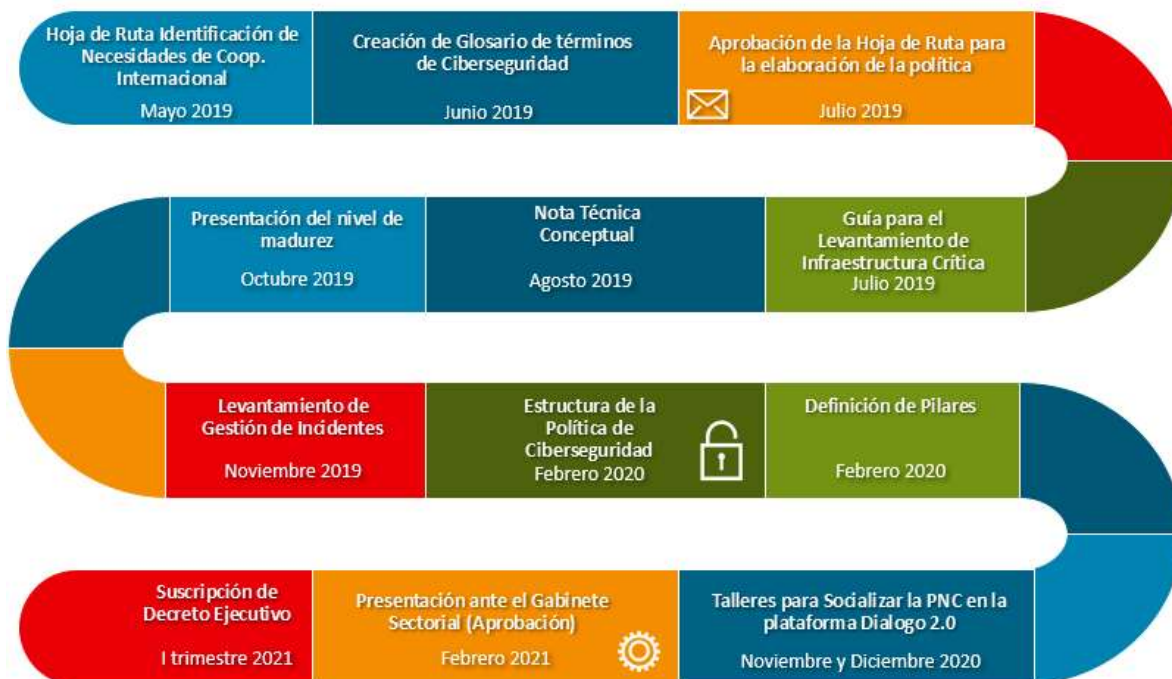 Hoja de Ruta Identificación de
Necesidades de Coop.
Internacional
Mayo 2019
Creación de Glosario de términos
de Ciberseguridad
Junio 2019
Aprobación de la Hoja de Ruta para
la elaboración de la política
Julio 2019
Guía para el
Levantamiento de
Infraestructura Crítica
Julio 2019
Nota Técnica
Conceptual
Agosto 2019
Presentación del nivel de
madurez
Octubre 2019
Levantamiento de
Gestión de Incidentes
Noviembre 2019
Estructura de la
Política de
Ciberseguridad
Febrero 2020
Definición de Pilares
Febrero 2020
Talleres para Socializar la PNC en la
plataforma Dialogo 2.0
Noviembre y Diciembre 2020
Presentación ante el Gabinete
Sectorial (Aprobación)
Febrero 2021
Suscripción de
Decreto Ejecutivo
I trimestre 2021